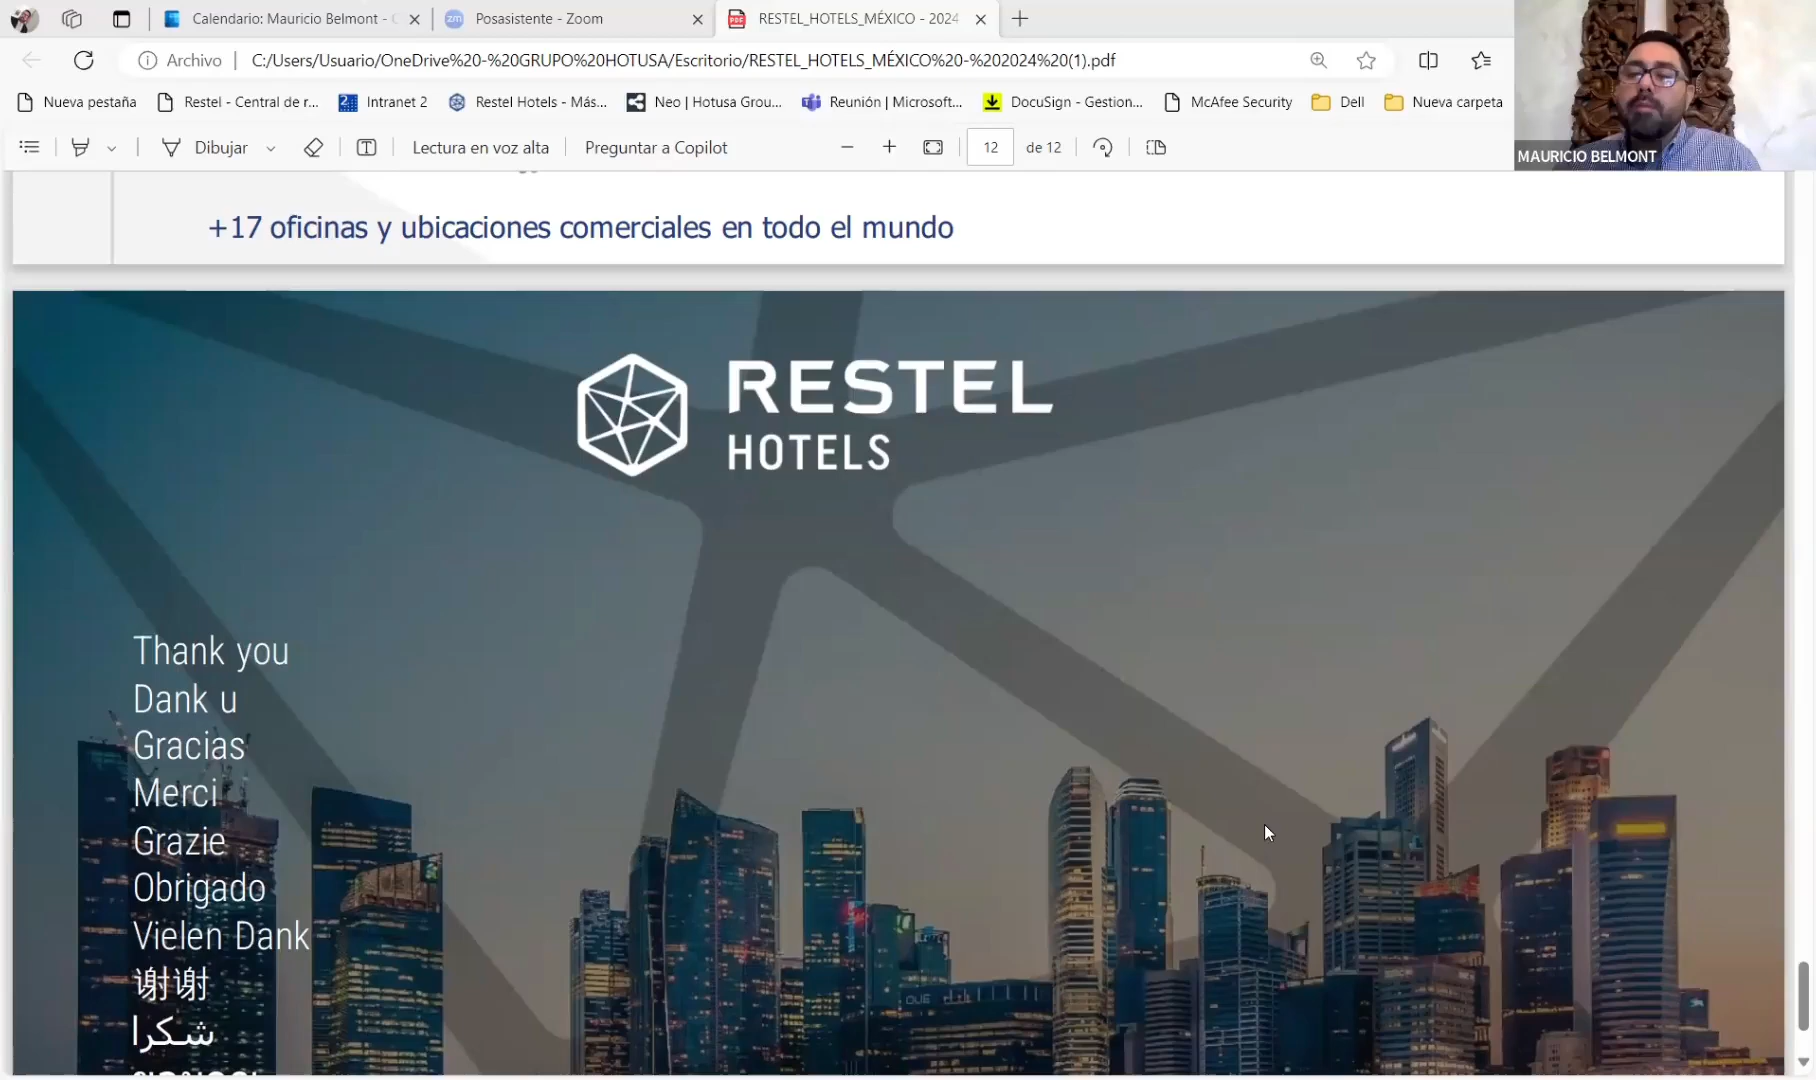 Calendario: Mauricio Belmont -
Posasistente - Zoom
RESTEL_HOTELS_MÉXICO - 2024
Archivo
C:/Users/Usuario/OneDrive%20-%20GRUPO%20HOTUSA/Escritorio/RESTEL_HOTELS_MÉXICO%20-%202024%20(1).pdf
Nueva pestaña
Restel - Central de r...
Intranet 2
Restel Hotels - Más...
Neo | Hotusa Grou...
Reunión | Microsoft...
DocuSign - Gestion...
McAfee Security
Dell
Nueva carpeta
Dibujar
Lectura en voz alta
Preguntar a Copilot
12
de 12
MAURICIO BELMONT
+17 oficinas y ubicaciones comerciales en todo el mundo
RESTEL
HOTELS
Thank you
Dank u
Gracias
Merci
Grazie
Obrigado
Vielen Dank
谢谢
شكرا